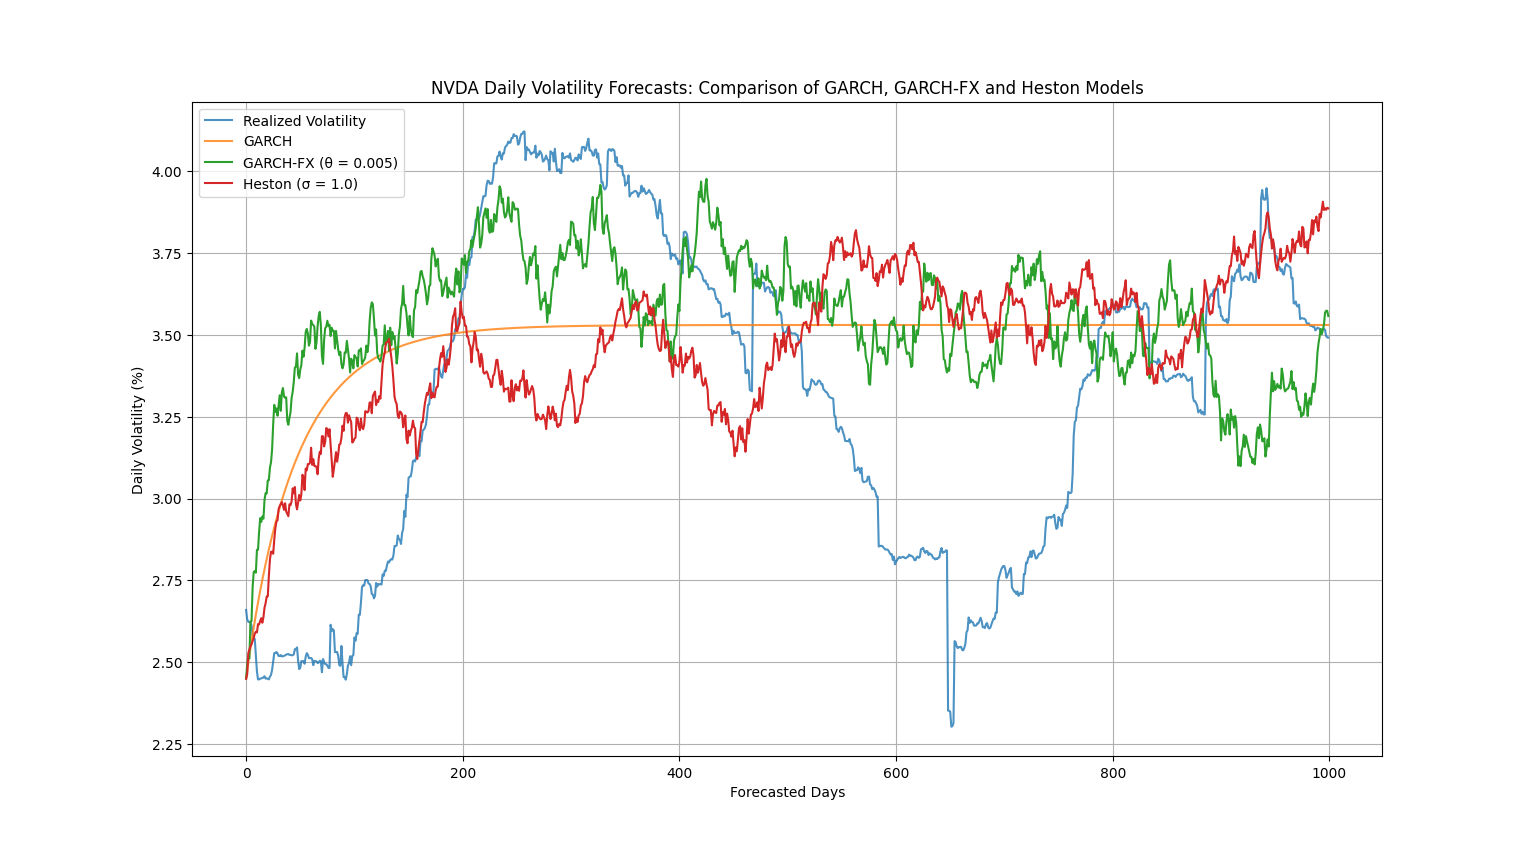 NVDA Daily Volatility Forecasts: Comparison of GARCH, GARCH-FX and Heston Models
Realized Volatility
GARCH
GARCH-FX (θ = 0.005)
Heston (σ = 1.0)
Daily Volatility (%)
4.00
3.75
3.50
3.25
3.00
2.75
2.50
2.25
0
200
400
600
800
1000
Forecasted Days